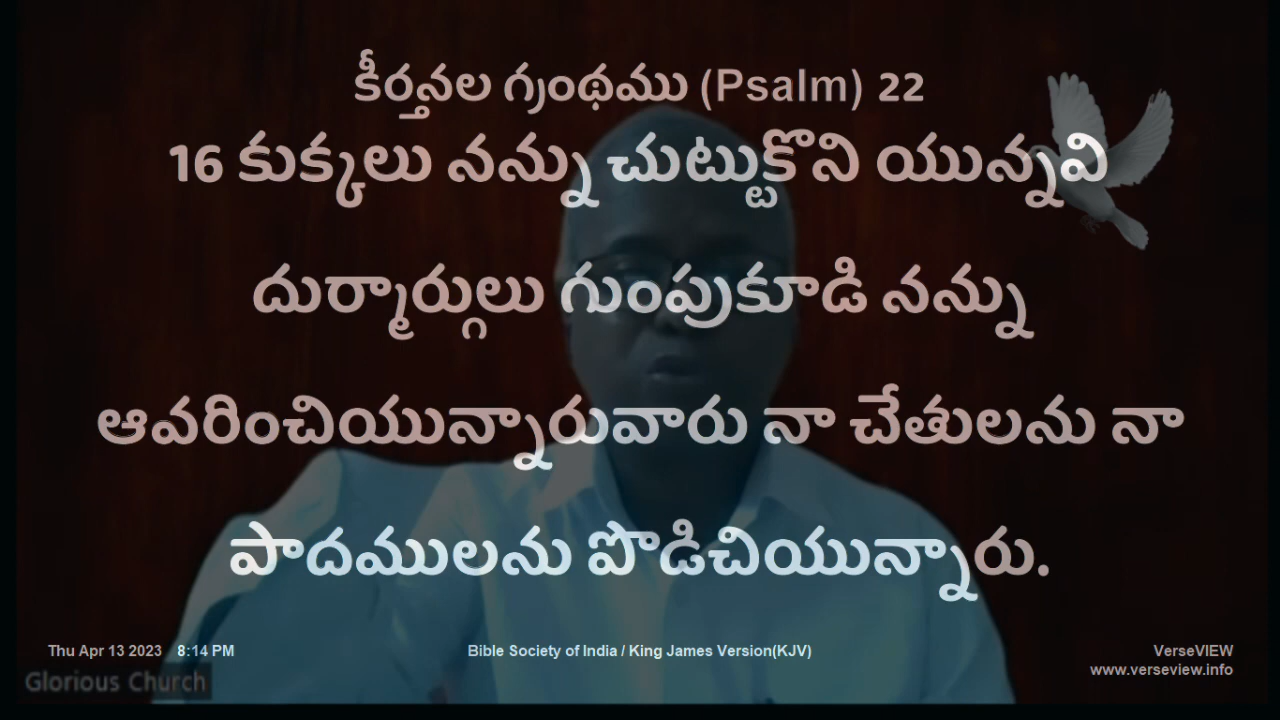 కీర్తనల గ్రంథము (Psalm) 22
16 కుక్కలు నన్ను చుట్టుకొని యున్నవి
దుర్మార్గులు గుంపుకూడి నన్ను
ఆవరించియున్నారువారు నా చేతులను నా
పాదములను పొడిచియున్నారు.
Thu Apr 13 2023 8:14 PM
Bible Society of India / King James Version(KJV)
VerseVIEW
www.verseview.info
Glorious Church